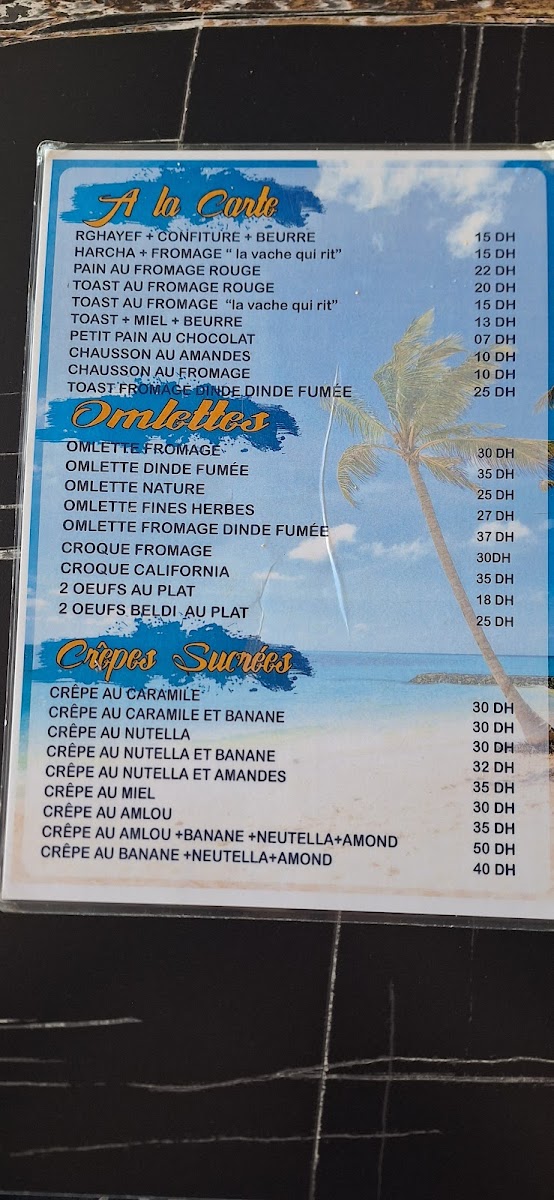 A la Carte
RGHAYEF + CONFITURE + BEURRE 15 DH
HARCHA + FROMAGE “ la vache qui rit” 15 DH
PAIN AU FROMAGE ROUGE 22 DH
TOAST AU FROMAGE ROUGE 20 DH
TOAST AU FROMAGE “la vache qui rit” 15 DH
TOAST + MIEL + BEURRE 13 DH
PETIT PAIN AU CHOCOLAT 07 DH
CHAUSSON AU AMANDES 10 DH
CHAUSSON AU FROMAGE 10 DH
TOAST FROMAGE DINDE DINDE FUMÉE 25 DH
Omlettes
OMLETTE FROMAGE 30 DH
OMLETTE DINDE FUMÉE 35 DH
OMLETTE NATURE 25 DH
OMLETTE FINES HERBES 27 DH
OMLETTE FROMAGE DINDE FUMÉE 37 DH
CROQUE FROMAGE 30DH
CROQUE CALIFORNIA 35 DH
2 OEUFS AU PLAT 18 DH
2 OEUFS BELDI AU PLAT 25 DH
Crêpes Sucrées
CRÊPE AU CARAMILE 30 DH
CRÊPE AU CARAMILE ET BANANE 30 DH
CRÊPE AU NUTELLA 30 DH
CRÊPE AU NUTELLA ET BANANE 32 DH
CRÊPE AU NUTELLA ET AMANDES 35 DH
CRÊPE AU MIEL 30 DH
CRÊPE AU AMLOU 35 DH
CRÊPE AU AMLOU +BANANE +NEUTELLA+AMOND 50 DH
CRÊPE AU BANANE +NEUTELLA+AMOND 40 DH